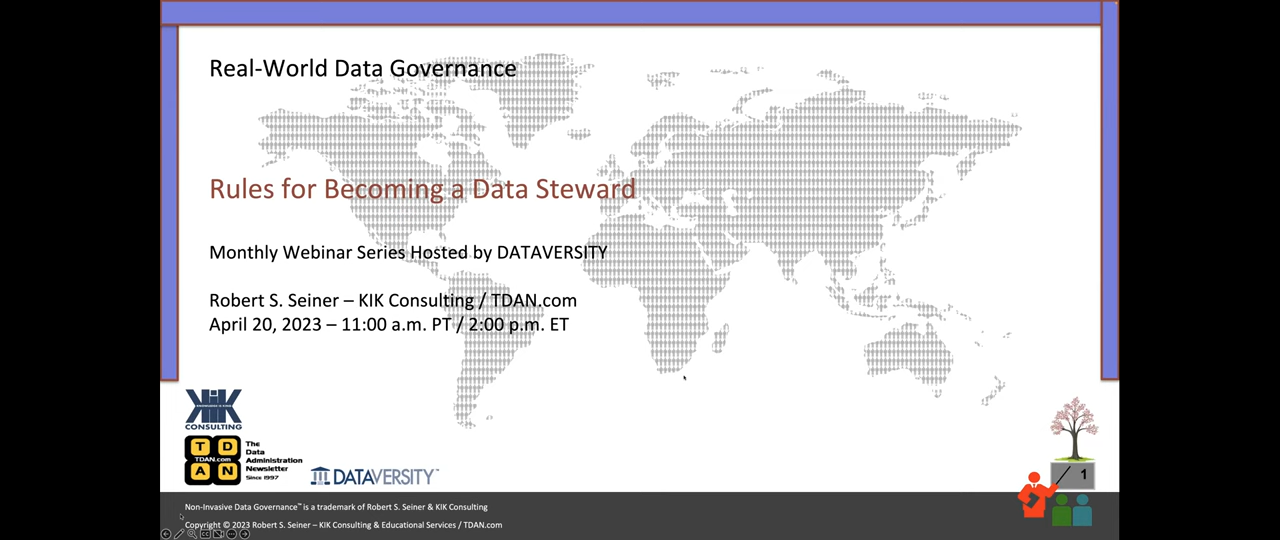 Real-World Data Governance
Rules for Becoming a Data Steward
Monthly Webinar Series Hosted by DATAVERSITY
Robert S. Seiner – KIK Consulting / TDAN.com
April 20, 2023 – 11:00 a.m. PT / 2:00 p.m. ET
KIK
CONSULTING
T D
TDAN.com
A N
The
Data
Administration
Newsletter
Since 1997
DATAVERSITY™
/ 1
Non-Invasive Data Governance™ is a trademark of Robert S. Seiner & KIK Consulting
Copyright © 2023 Robert S. Seiner – KIK Consulting & Educational Services / TDAN.com